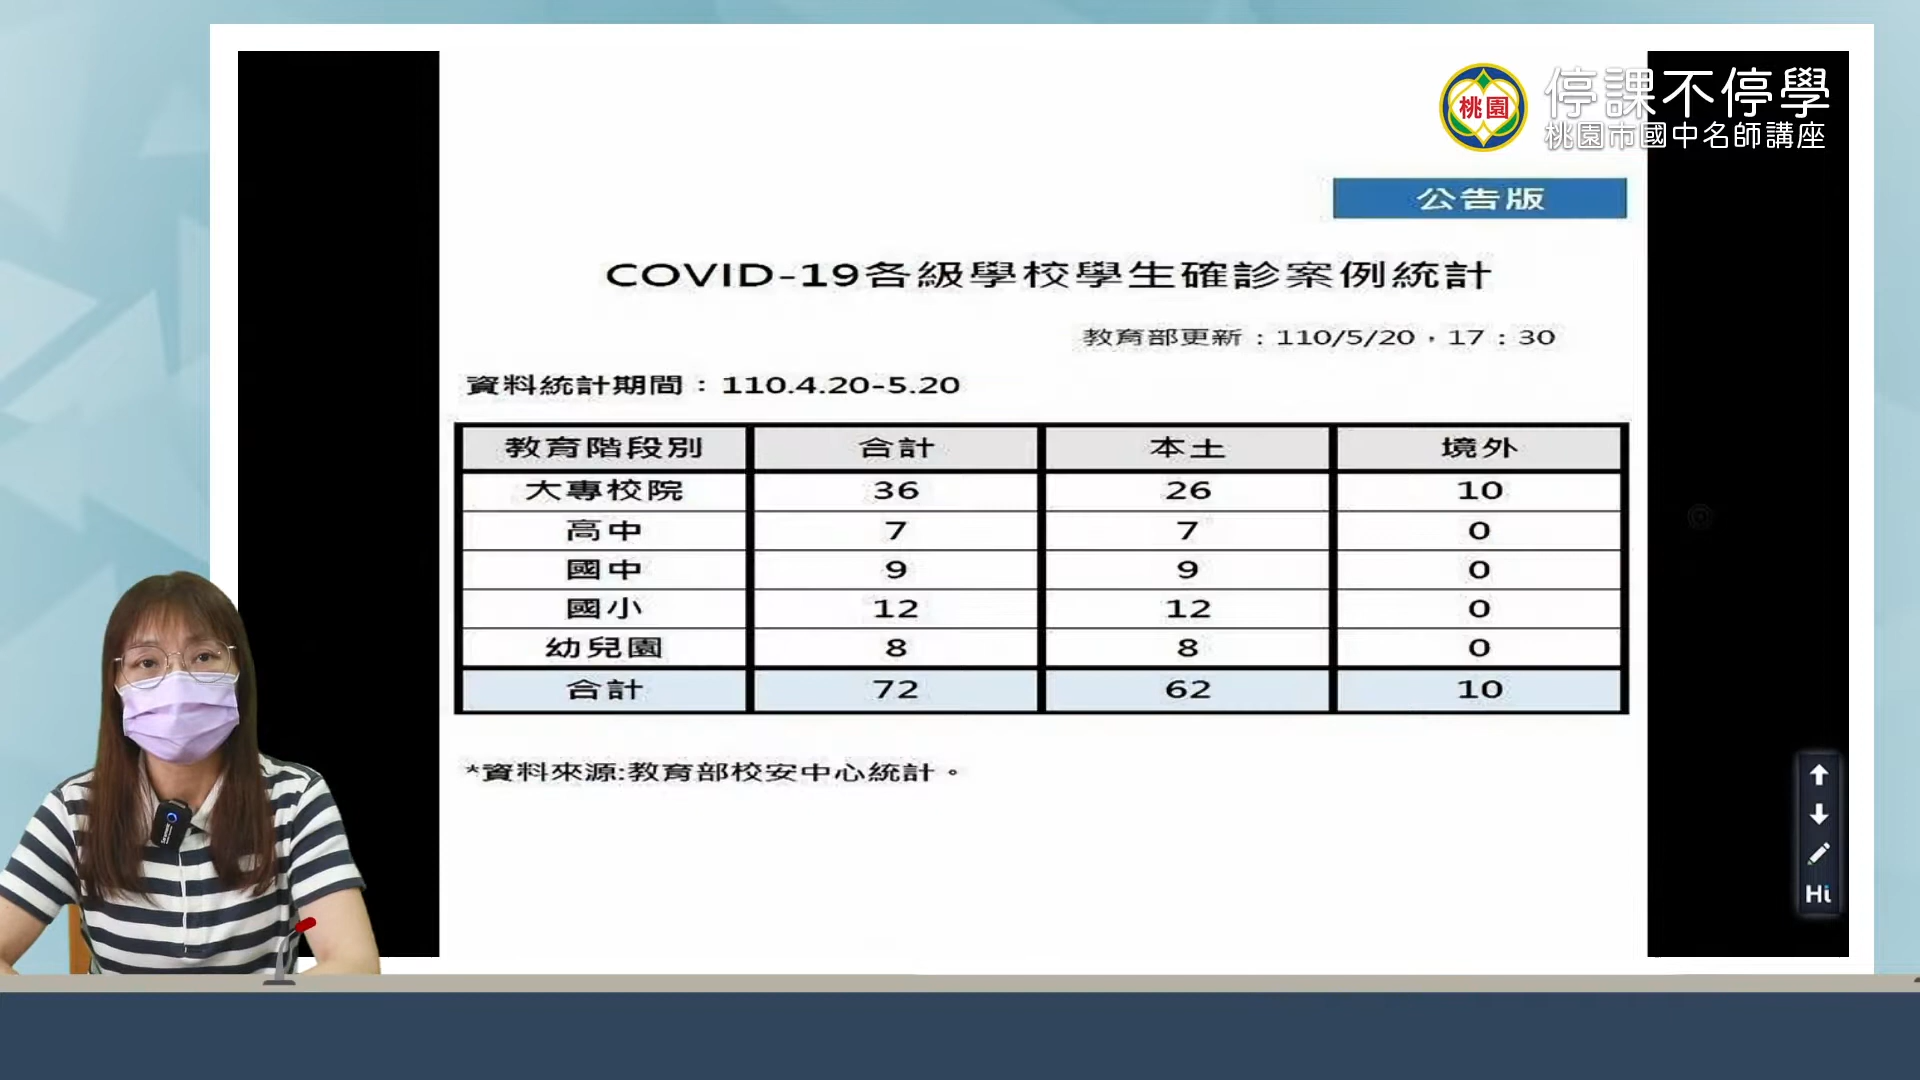 桃園
停課不停學
桃園市國中名師講座
公告版
COVID-19各級學校學生確診案例統計
教育部更新：110/5/20，17：30
資料統計期間：110.4.20-5.20
教育階段別 合計 本土 境外
大專校院 36 26 10
高中 7 7 0
國中 9 9 0
國小 12 12 0
幼兒園 8 8 0
合計 72 62 10
*資料來源:教育部校安中心統計。
Hi